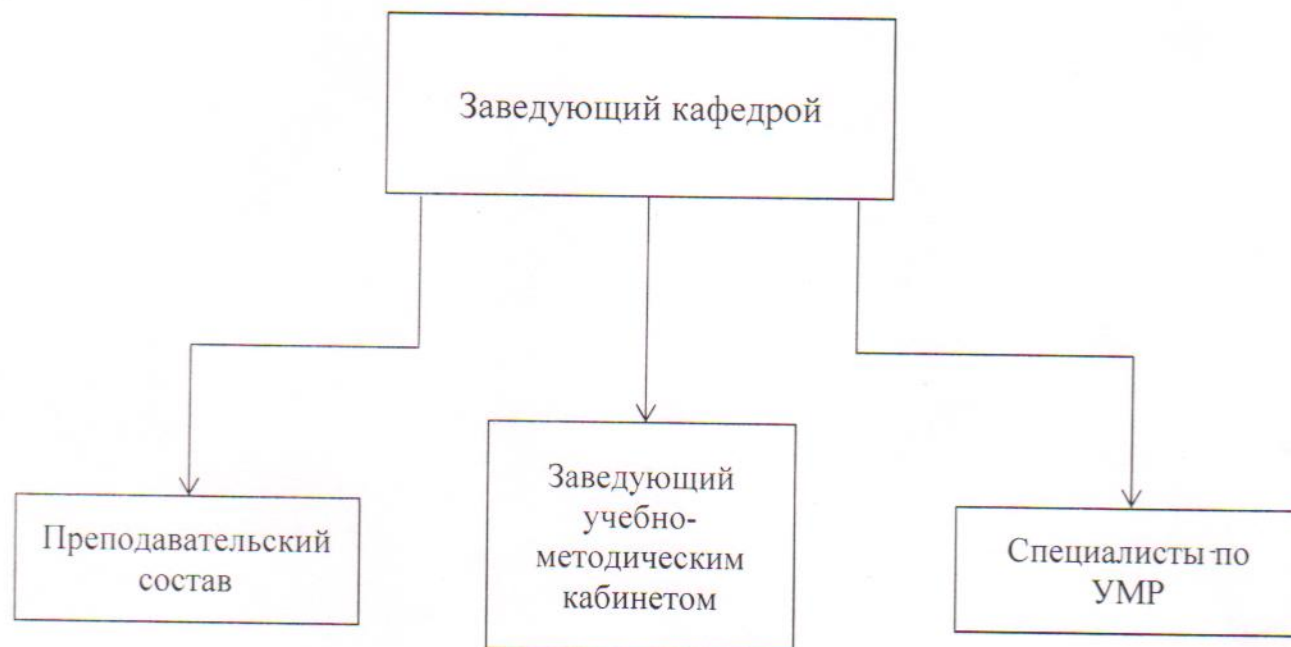 Заведующий кафедрой
Преподавательский
состав
Заведующий
учебно-
методическим
кабинетом
Специалисты по
УМР